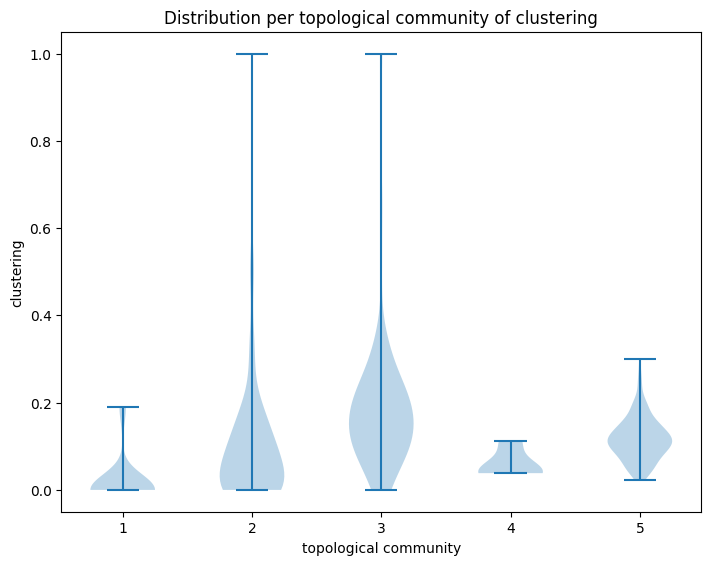 Distribution per topological community of clustering
clustering
1.0
0.8
0.6
0.4
0.2
0.0
1 2 3 4 5
topological community